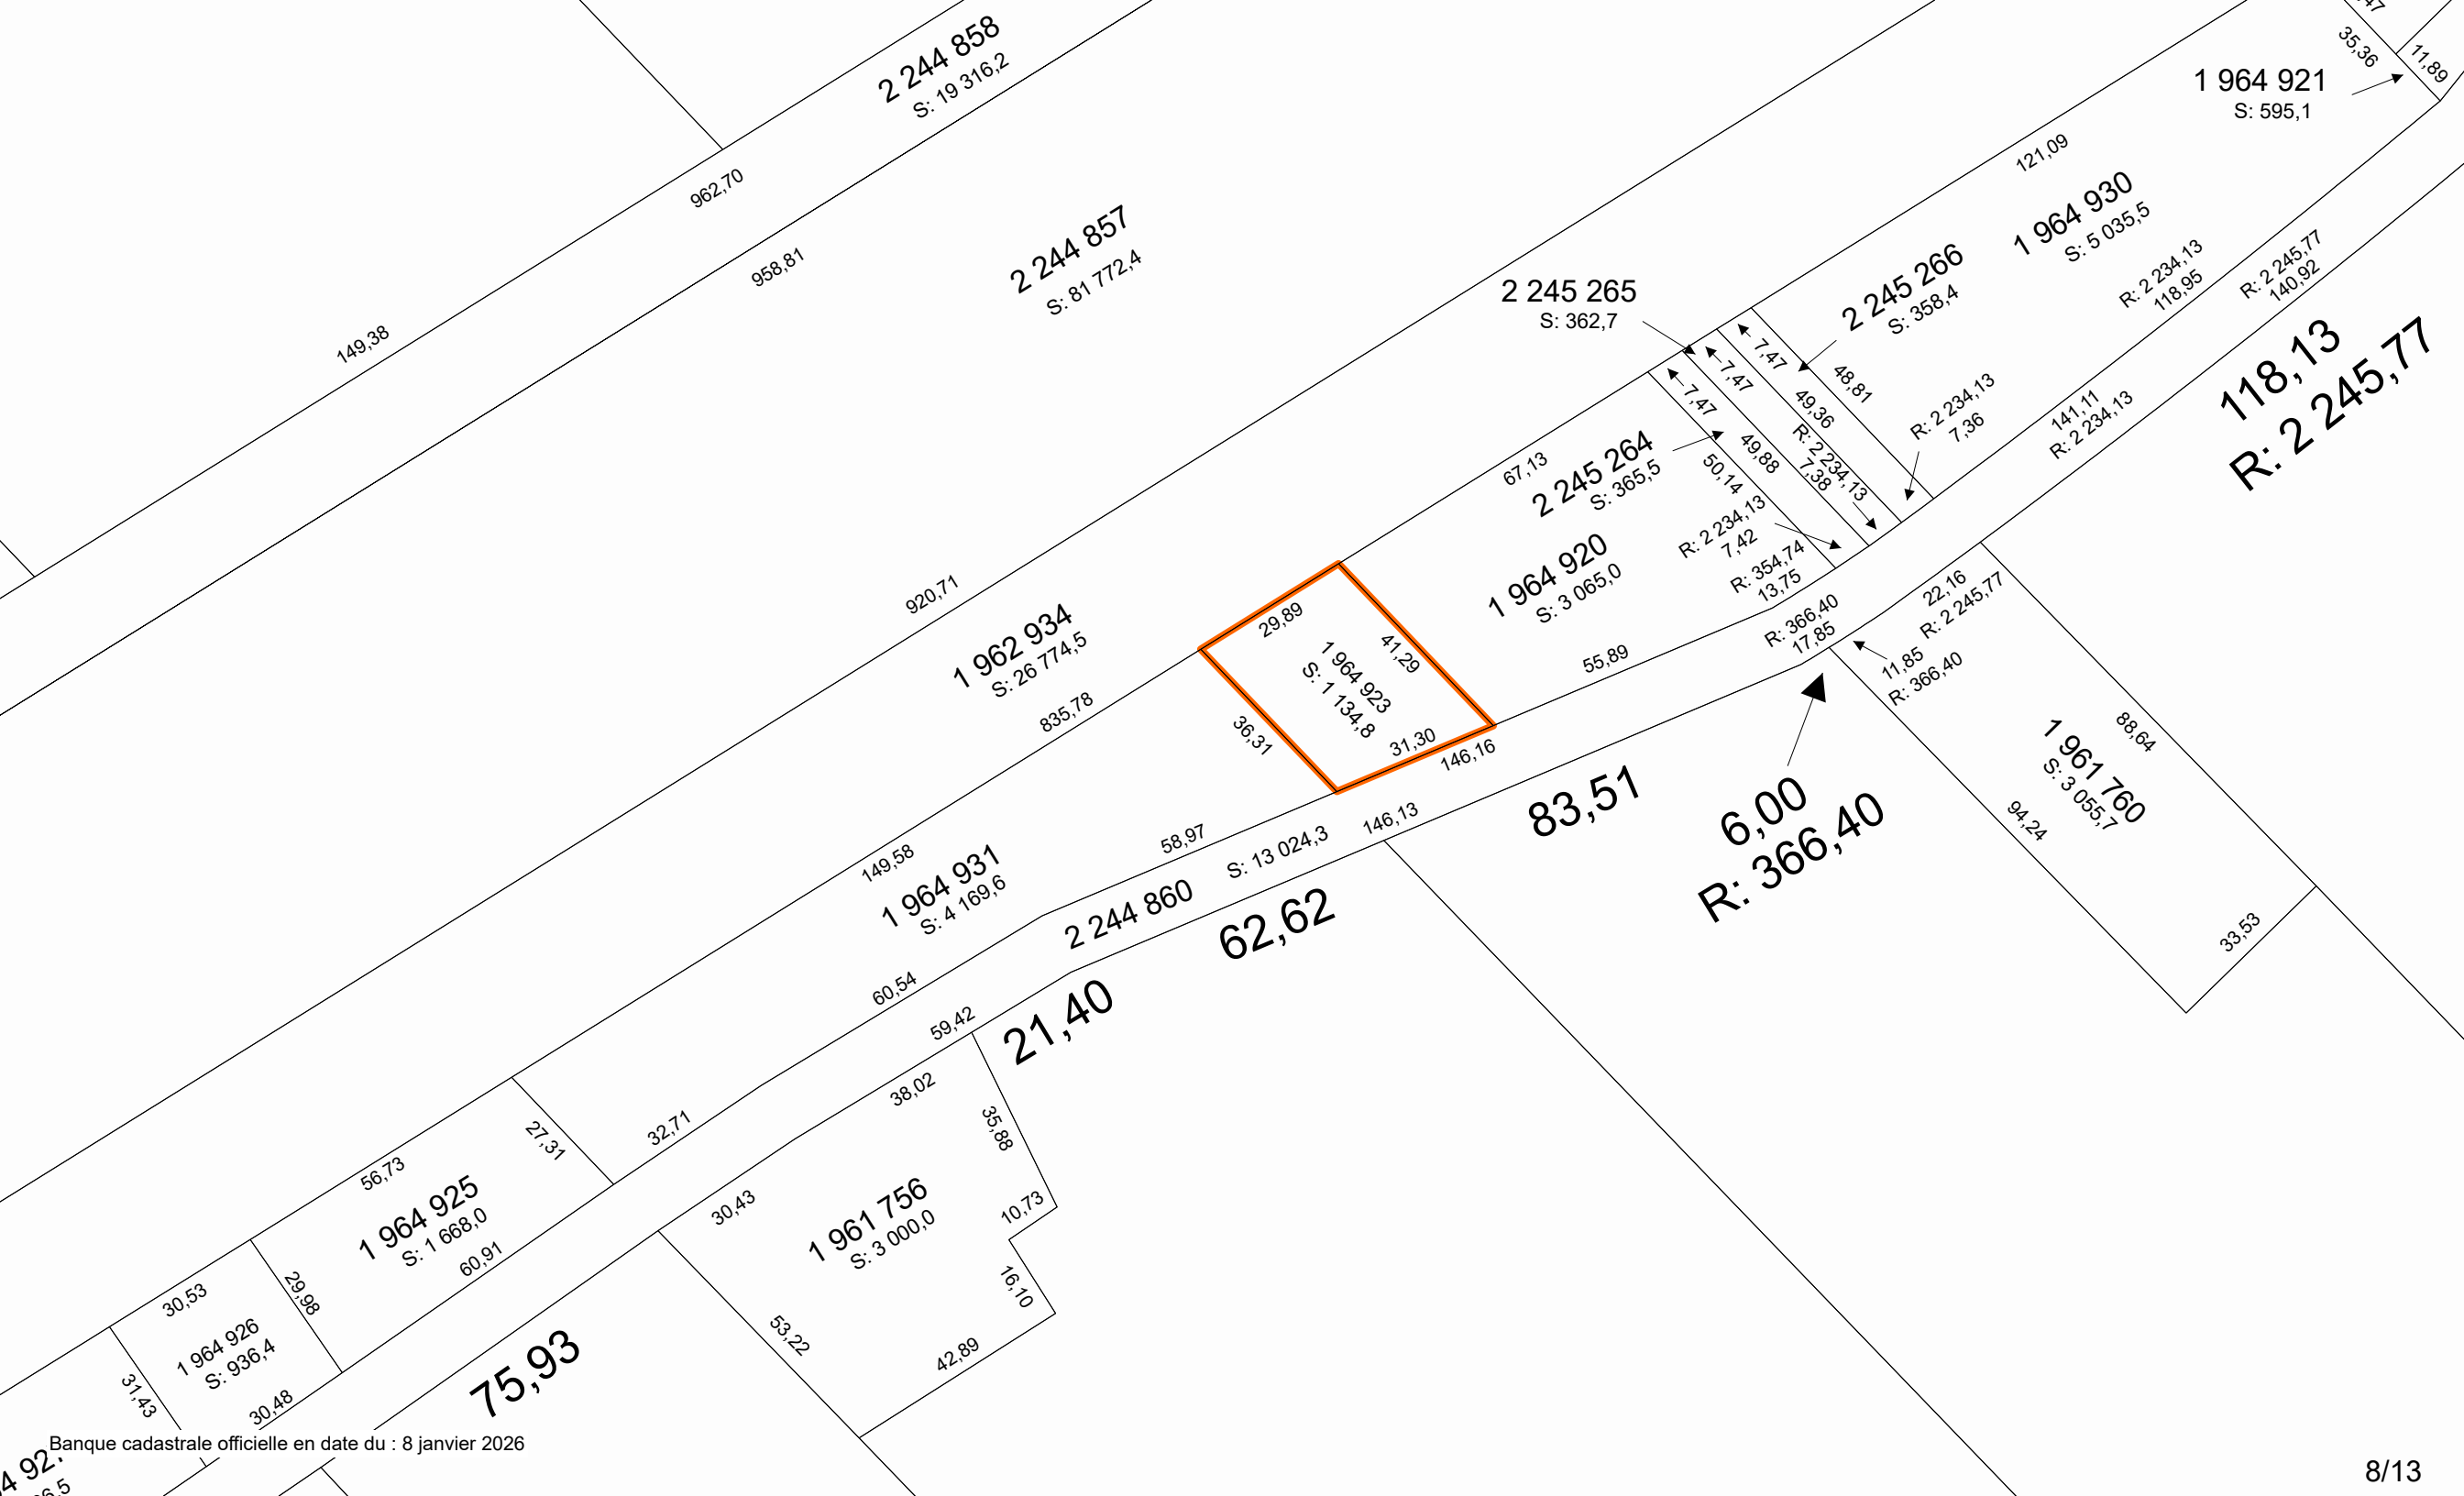 2 244 858
S: 19 316,2
47
35,36
11,89
1 964 921
S: 595,1
962,70
121,09
1 964 930
S: 5 035,5
2 244 857
S: 81 772,4
958,81
149,38
2 245 265
S: 362,7
2 245 266
S: 358,4
R: 2 234,13
118,95
R: 2 245,77
140,92
118,13
R: 2 245,77
7,47
7,47
7,47
48,81
49,36
R: 2 234,13
7,38
R: 2 234,13
7,36
141,11
R: 2 234,13
67,13
2 245 264
S: 365,5
49,88
50,14
R: 2 234,13
7,42
R: 354,74
13,75
1 964 920
S: 3 065,0
920,71
1 962 934
S: 26 774,5
835,78
29,89
41,29
1 964 923
S: 1 134,8
36,31
31,30
146,16
55,89
R: 366,40
17,85
22,16
R: 2 245,77
11,85
R: 366,40
88,64
1 961 760
S: 3 055,7
94,24
33,53
6,00
R: 366,40
83,51
146,13
S: 13 024,3
58,97
149,58
1 964 931
S: 4 169,6
2 244 860
62,62
60,54
59,42
21,40
38,02
35,88
32,71
27,31
56,73
1 964 925
S: 1 668,0
60,91
30,43
1 961 756
S: 3 000,0
10,73
16,10
42,89
53,22
75,93
30,53
29,98
1 964 926
S: 936,4
31,43
30,48
Banque cadastrale officielle en date du : 8 janvier 2026
8/13